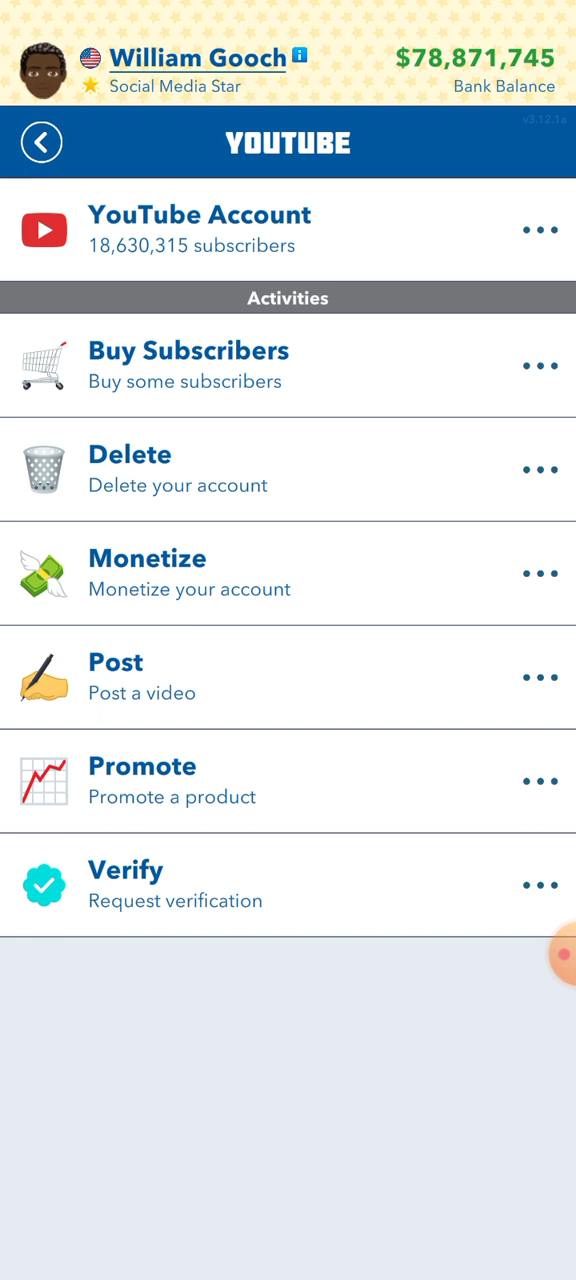 William Gooch
$78,871,745
Social Media Star
Bank Balance
v3.12.1a
YOUTUBE
YouTube Account
18,630,315 subscribers
Activities
Buy Subscribers
Buy some subscribers
Delete
Delete your account
Monetize
Monetize your account
Post
Post a video
Promote
Promote a product
Verify
Request verification